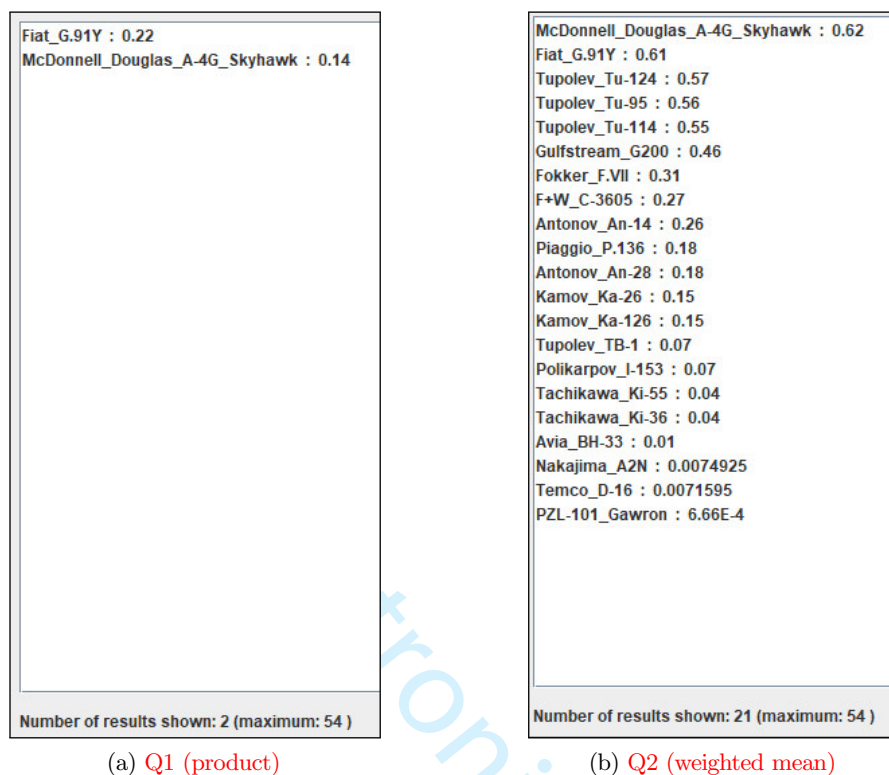 Fiat_G.91Y : 0.22
McDonnell_Douglas_A-4G_Skyhawk : 0.14
Number of results shown: 2 (maximum: 54 )
(a) Q1 (product)
McDonnell_Douglas_A-4G_Skyhawk : 0.62
Fiat_G.91Y : 0.61
Tupolev_Tu-124 : 0.57
Tupolev_Tu-95 : 0.56
Tupolev_Tu-114 : 0.55
Gulfstream_G200 : 0.46
Fokker_F.VII : 0.31
F+W_C-3605 : 0.27
Antonov_An-14 : 0.26
Piaggio_P.136 : 0.18
Antonov_An-28 : 0.18
Kamov_Ka-26 : 0.15
Kamov_Ka-126 : 0.15
Tupolev_TB-1 : 0.07
Polikarpov_I-153 : 0.07
Tachikawa_Ki-55 : 0.04
Tachikawa_Ki-36 : 0.04
Avia_BH-33 : 0.01
Nakajima_A2N : 0.0074925
Temco_D-16 : 0.0071595
PZL-101_Gawron : 6.66E-4
Number of results shown: 21 (maximum: 54 )
(b) Q2 (weighted mean)